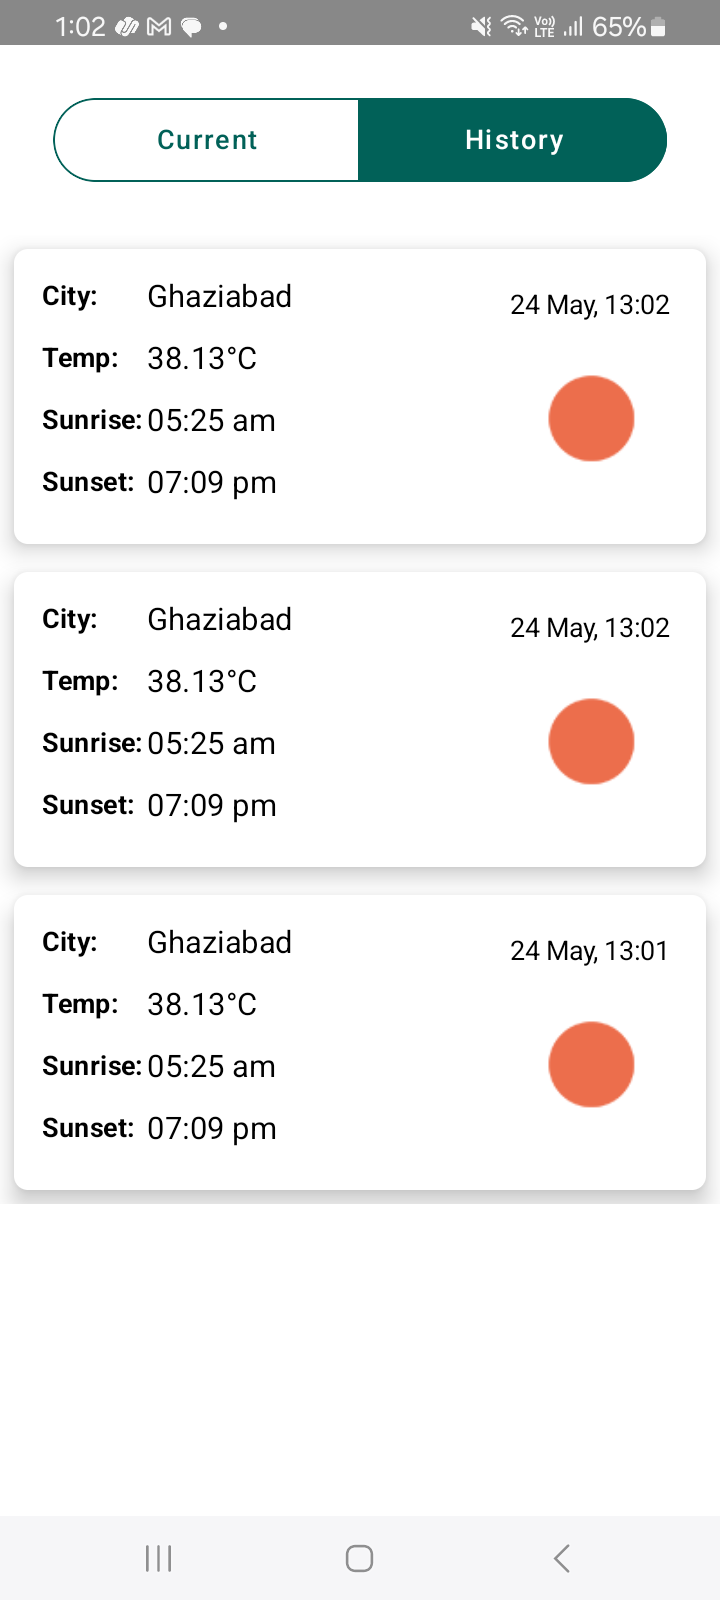 1:02 65%
Vo)) LTE
Current History
City: Ghaziabad 24 May, 13:02
Temp: 38.13°C
Sunrise: 05:25 am
Sunset: 07:09 pm
City: Ghaziabad 24 May, 13:02
Temp: 38.13°C
Sunrise: 05:25 am
Sunset: 07:09 pm
City: Ghaziabad 24 May, 13:01
Temp: 38.13°C
Sunrise: 05:25 am
Sunset: 07:09 pm